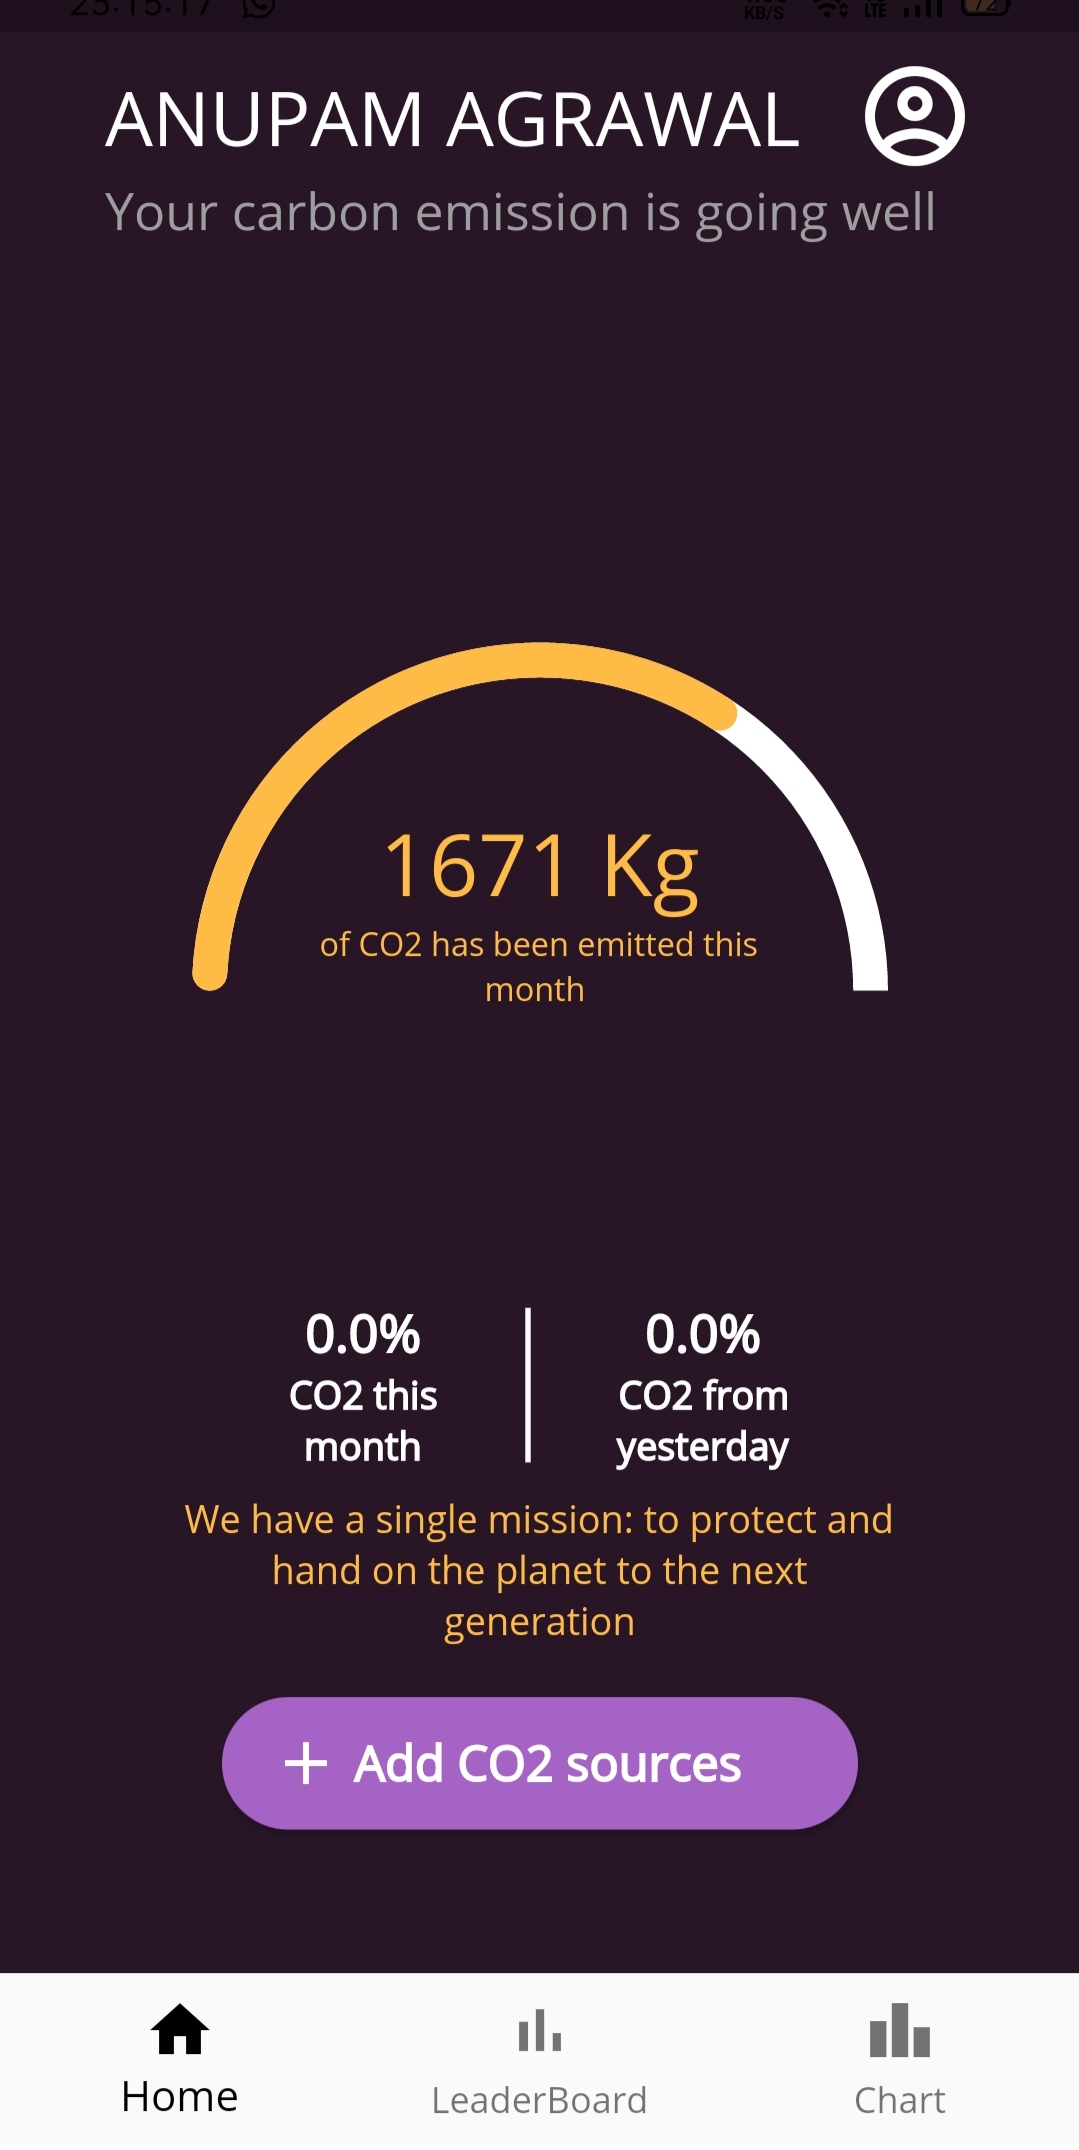 KB/S
LTE
72
ANUPAM AGRAWAL
Your carbon emission is going well
1671 Kg
of CO2 has been emitted this
month
0.0%
CO2 this
month
0.0%
CO2 from
yesterday
We have a single mission: to protect and
hand on the planet to the next
generation
+ Add CO2 sources
Home
LeaderBoard
Chart